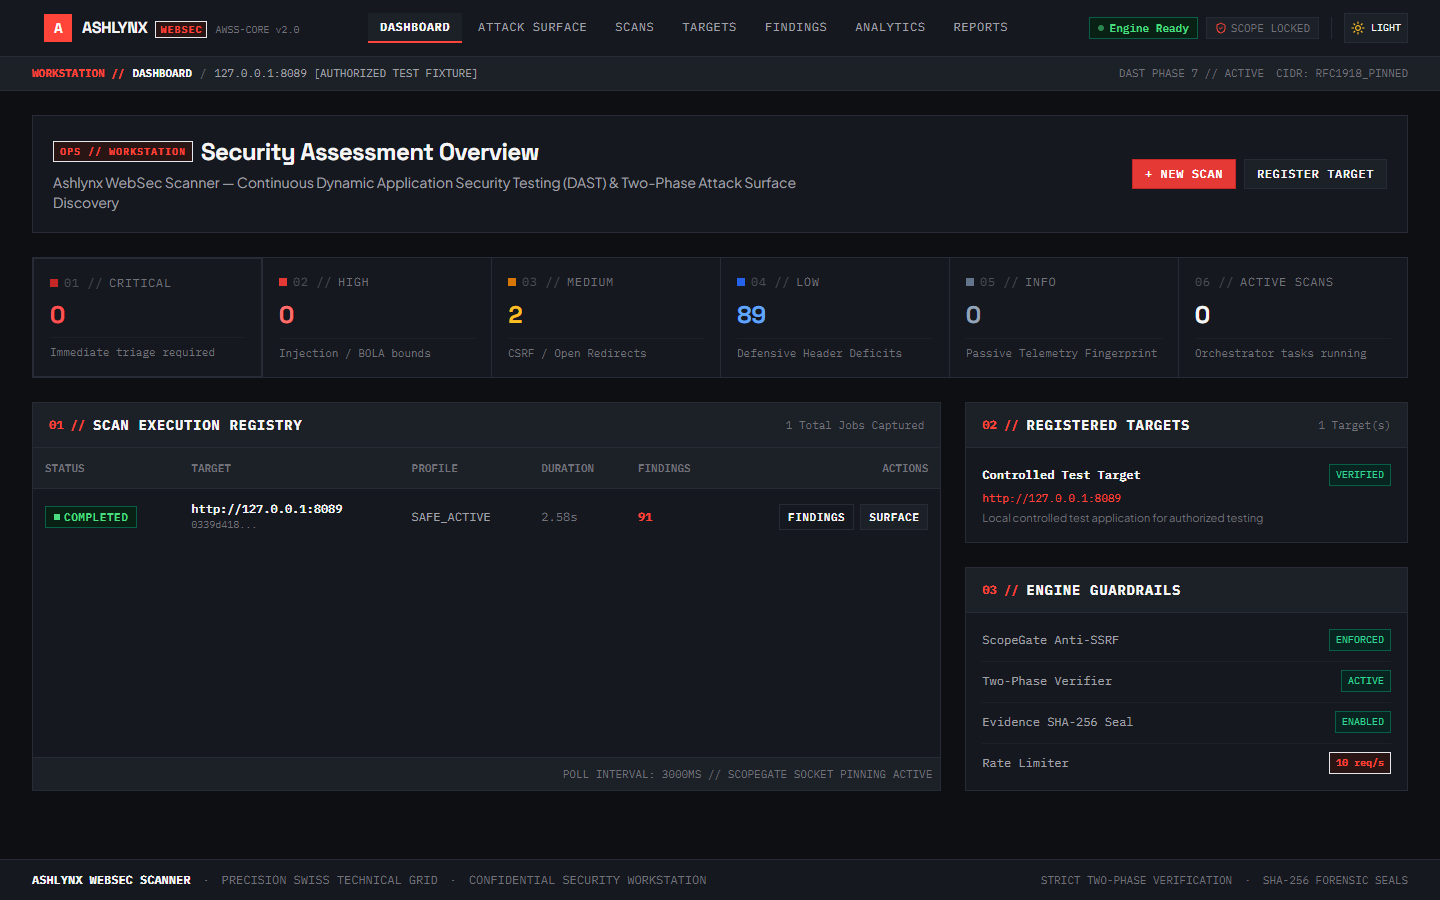 A ASHLYNX WEBSEC AWSS-CORE v2.0 DASHBOARD ATTACK SURFACE SCANS TARGETS FINDINGS ANALYTICS REPORTS Engine Ready SCOPE LOCKED LIGHT
WORKSTATION // DASHBOARD / 127.0.0.1:8089 [AUTHORIZED TEST FIXTURE] DAST PHASE 7 // ACTIVE CIDR: RFC1918_PINNED
OPS // WORKSTATION Security Assessment Overview
Ashlynx WebSec Scanner — Continuous Dynamic Application Security Testing (DAST) & Two-Phase Attack Surface
Discovery
+ NEW SCAN REGISTER TARGET
01 // CRITICAL
0
Immediate triage required
02 // HIGH
0
Injection / BOLA bounds
03 // MEDIUM
2
CSRF / Open Redirects
04 // LOW
89
Defensive Header Deficits
05 // INFO
0
Passive Telemetry Fingerprint
06 // ACTIVE SCANS
0
Orchestrator tasks running
01 // SCAN EXECUTION REGISTRY 1 Total Jobs Captured
STATUS TARGET PROFILE DURATION FINDINGS ACTIONS
COMPLETED http://127.0.0.1:8089 SAFE_ACTIVE 2.58s 91 FINDINGS SURFACE
0339d418...
POLL INTERVAL: 3000MS // SCOPEGATE SOCKET PINNING ACTIVE
02 // REGISTERED TARGETS 1 Target(s)
Controlled Test Target VERIFIED
http://127.0.0.1:8089
Local controlled test application for authorized testing
03 // ENGINE GUARDRAILS
ScopeGate Anti-SSRF ENFORCED
Two-Phase Verifier ACTIVE
Evidence SHA-256 Seal ENABLED
Rate Limiter 10 req/s
ASHLYNX WEBSEC SCANNER · PRECISION SWISS TECHNICAL GRID · CONFIDENTIAL SECURITY WORKSTATION STRICT TWO-PHASE VERIFICATION · SHA-256 FORENSIC SEALS